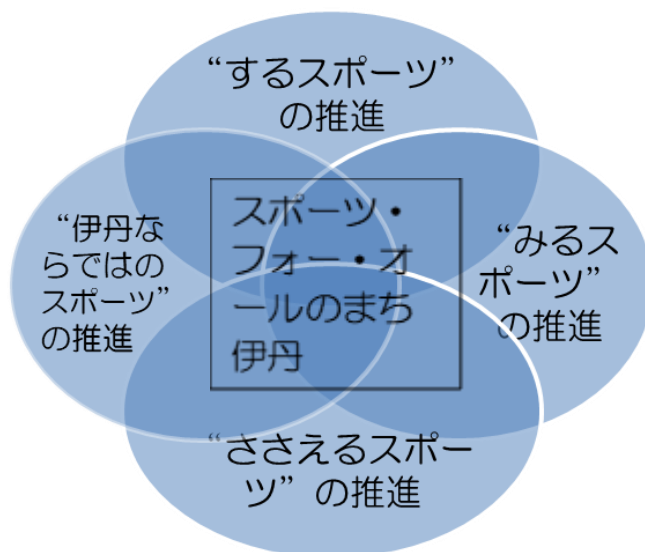 “するスポーツ”
の推進
“伊丹な
らではの
スポーツ”
の推進
スポーツ・
フォー・オ
ールのまち
伊丹
“みるス
ポーツ”
の推進
“ささえるスポー
ツ” の推進